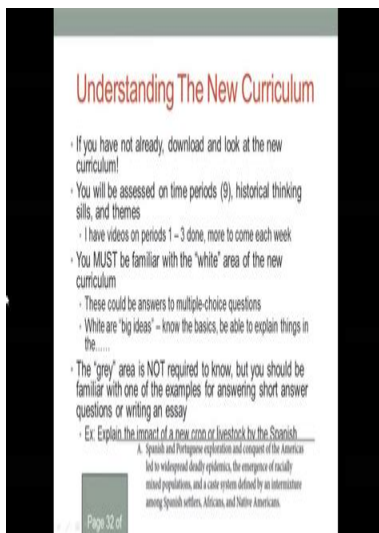 Understanding The New Curriculum
• If you have not already, download and look at the new
curriculum!
• You will be assessed on time periods (9), historical thinking
sills, and themes
• I have videos on periods 1 – 3 done, more to come each week
• You MUST be familiar with the “white” area of the new
curriculum
• These could be answers to multiple-choice questions
• White are “big ideas” – know the basics, be able to explain things in
the……
• The “grey” area is NOT required to know, but you should be
familiar with one of the examples for answering short answer
questions or writing an essay
• Ex: Explain the impact of a new crop or livestock by the Spanish
A. Spanish and Portuguese exploration and conquest of the Americas
led to widespread deadly epidemics, the emergence of racially
mixed populations, and a caste system defined by an intermixture
among Spanish settlers, Africans, and Native Americans.
Page 32 of